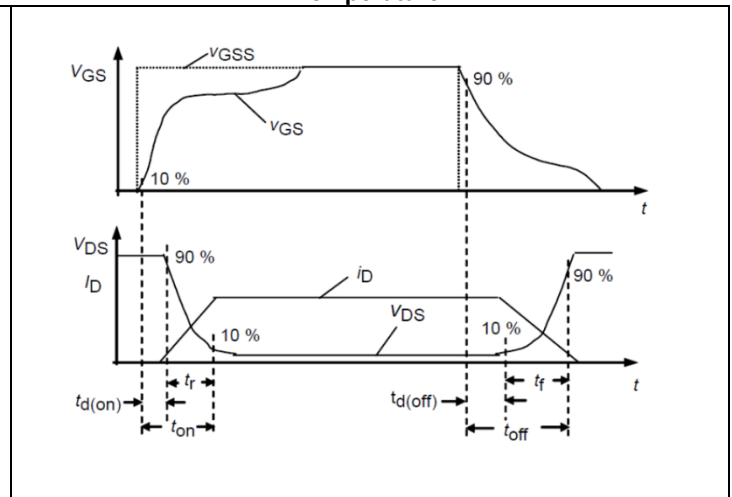 VGSS
VGS
90 %
VGS
10 %
t
VDS
90 %
ID
iD
90 %
VDS
10 %
10 %
tr
tf
t
td(on)
td(off)
ton
toff